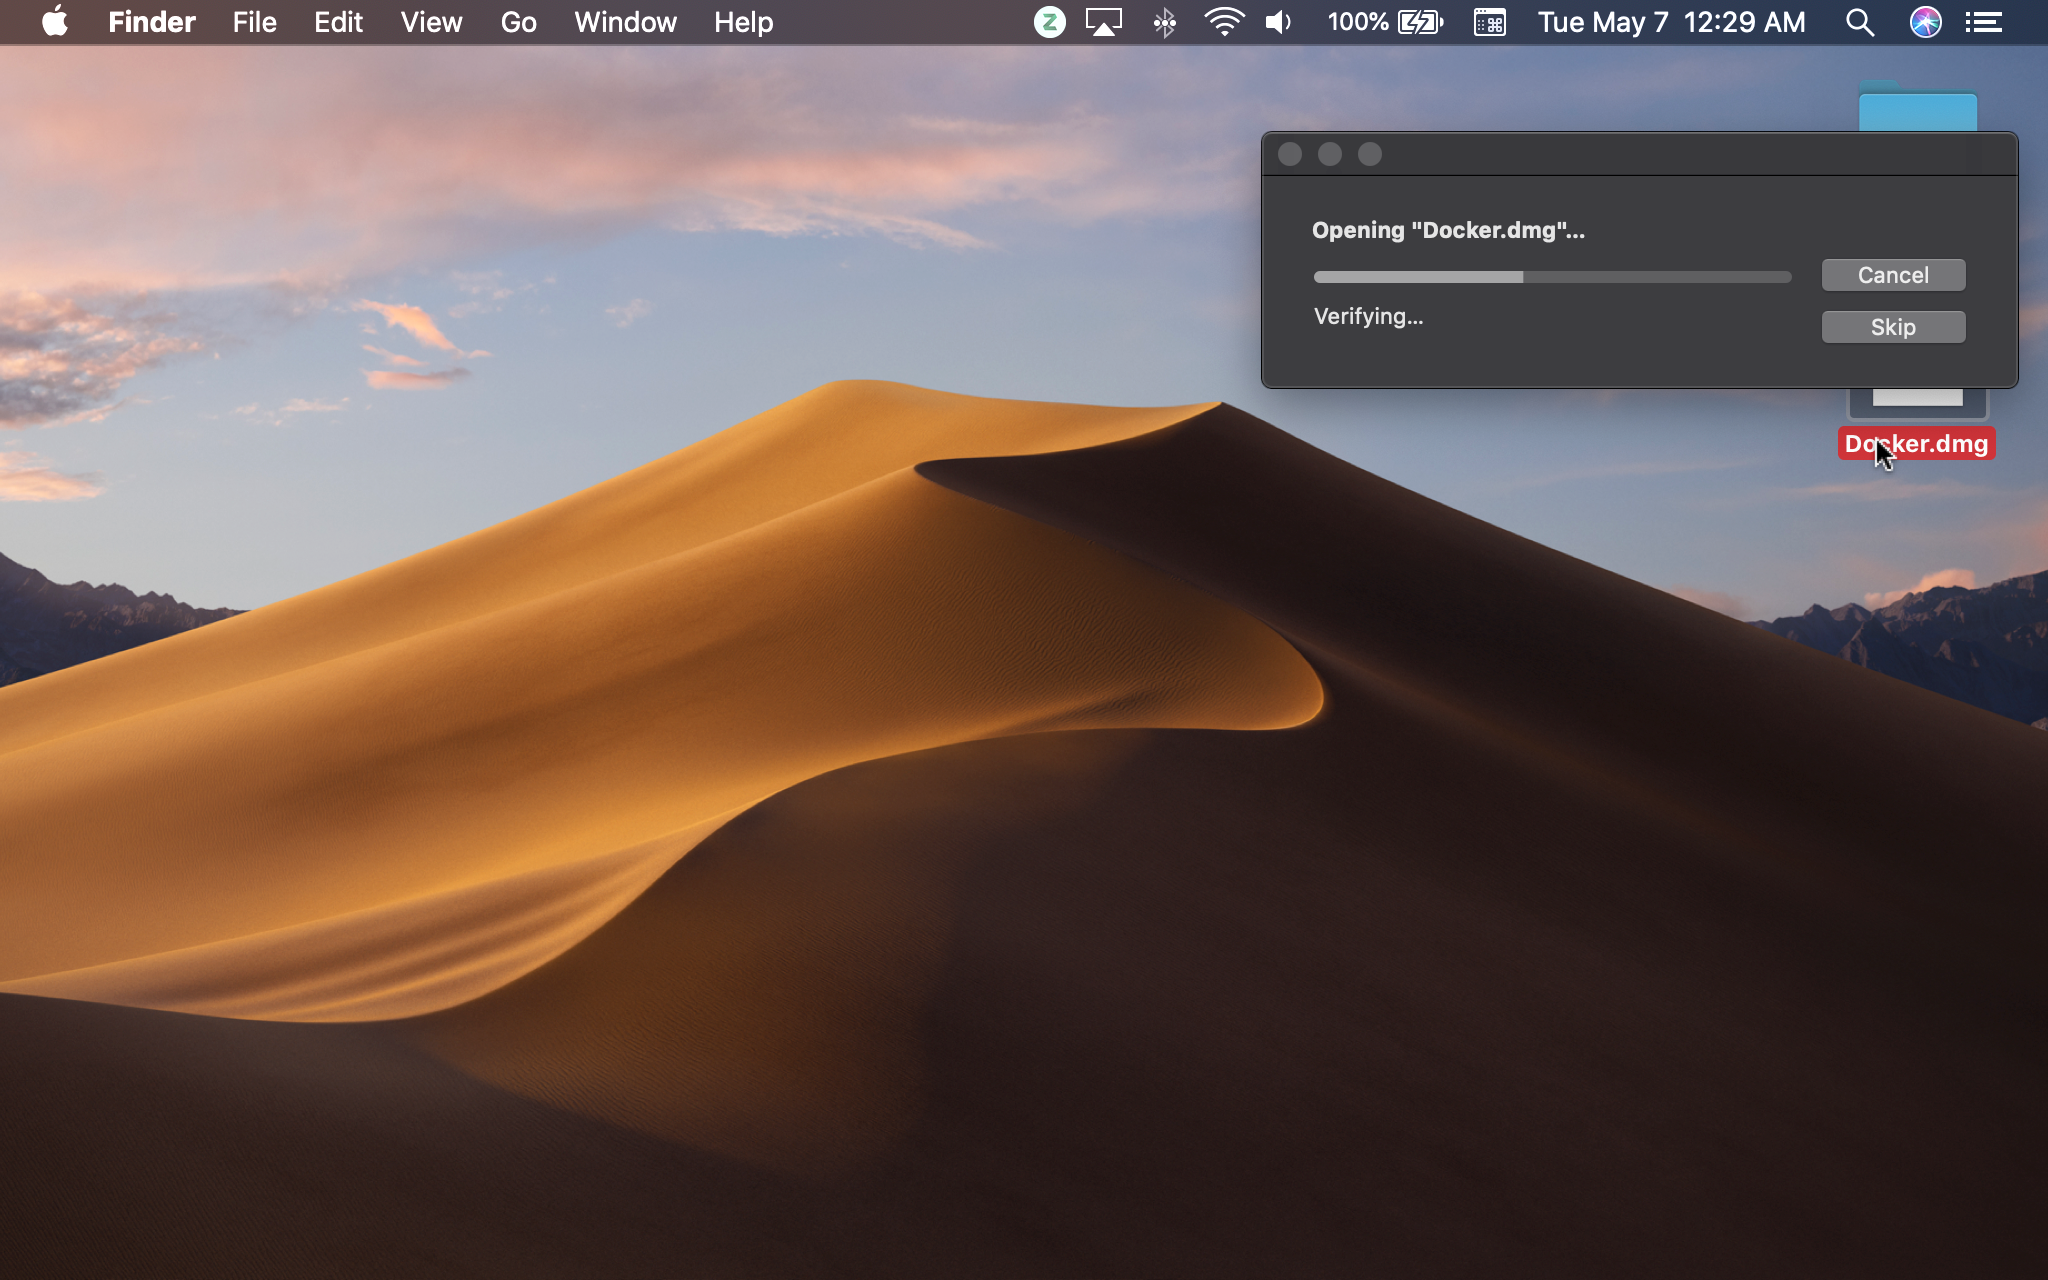 Finder File Edit View Go Window Help Z 100% Tue May 7 12:29 AM
Opening "Docker.dmg"...
Cancel
Verifying...
Skip
Docker.dmg